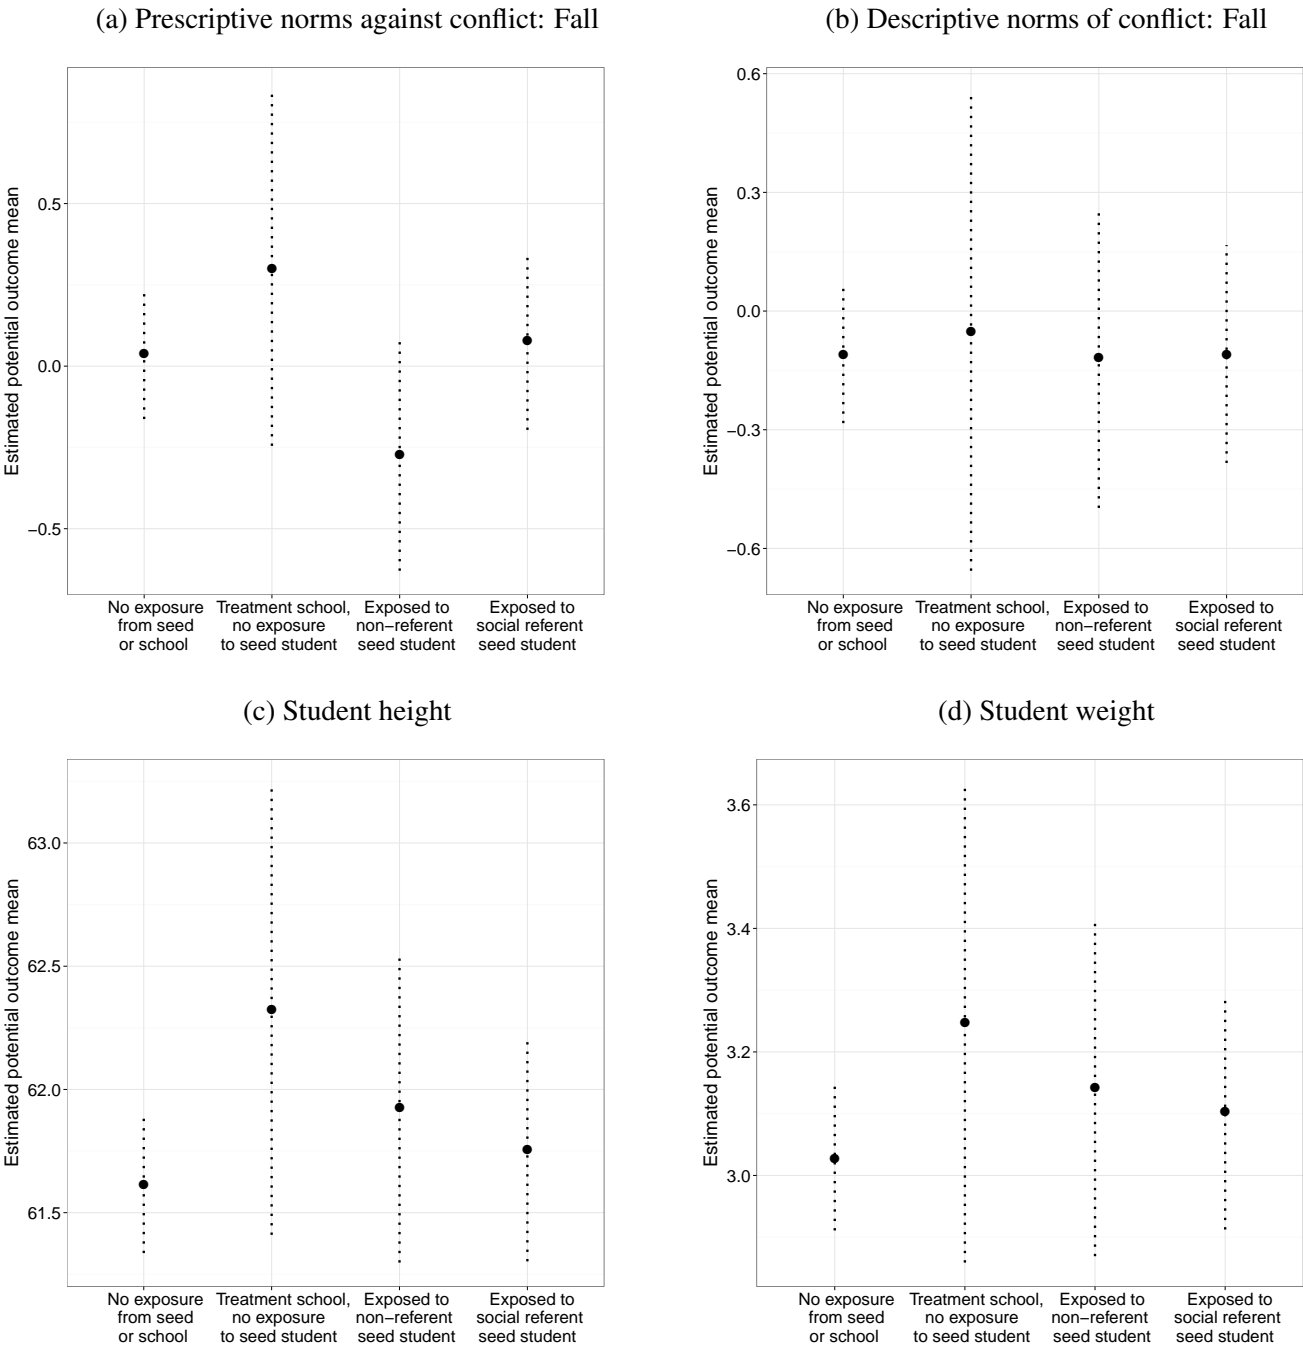 (a) Prescriptive norms against conflict: Fall
Estimated potential outcome mean
0.5
0.0
−0.5
No exposure
from seed
or school
Treatment school,
no exposure
to seed student
Exposed to
non−referent
seed student
Exposed to
social referent
seed student
(b) Descriptive norms of conflict: Fall
Estimated potential outcome mean
0.6
0.3
0.0
−0.3
−0.6
No exposure
from seed
or school
Treatment school,
no exposure
to seed student
Exposed to
non−referent
seed student
Exposed to
social referent
seed student
(c) Student height
Estimated potential outcome mean
63.0
62.5
62.0
61.5
No exposure
from seed
or school
Treatment school,
no exposure
to seed student
Exposed to
non−referent
seed student
Exposed to
social referent
seed student
(d) Student weight
Estimated potential outcome mean
3.6
3.4
3.2
3.0
No exposure
from seed
or school
Treatment school,
no exposure
to seed student
Exposed to
non−referent
seed student
Exposed to
social referent
seed student